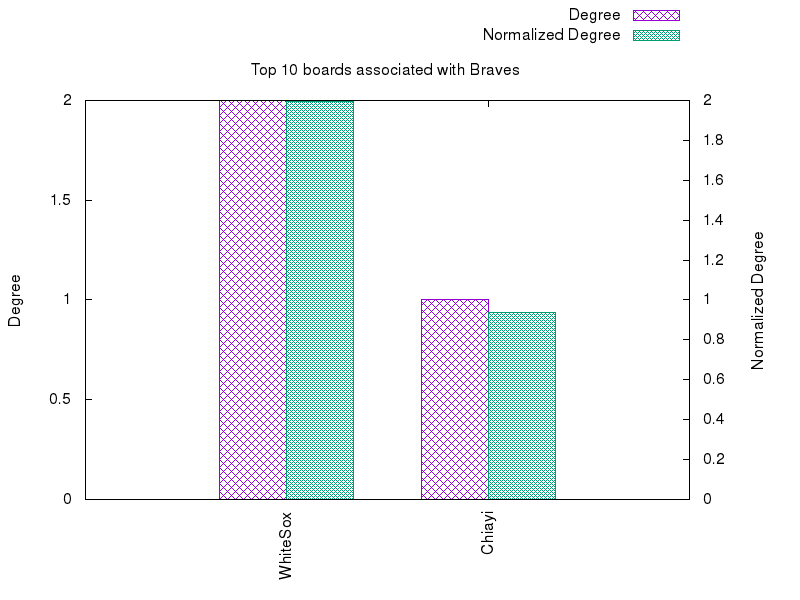 Degree
Normalized Degree
Top 10 boards associated with Braves
2
1.5
1
0.5
0
Degree
2
1.8
1.6
1.4
1.2
1
0.8
0.6
0.4
0.2
0
Normalized Degree
WhiteSox
Chiayi